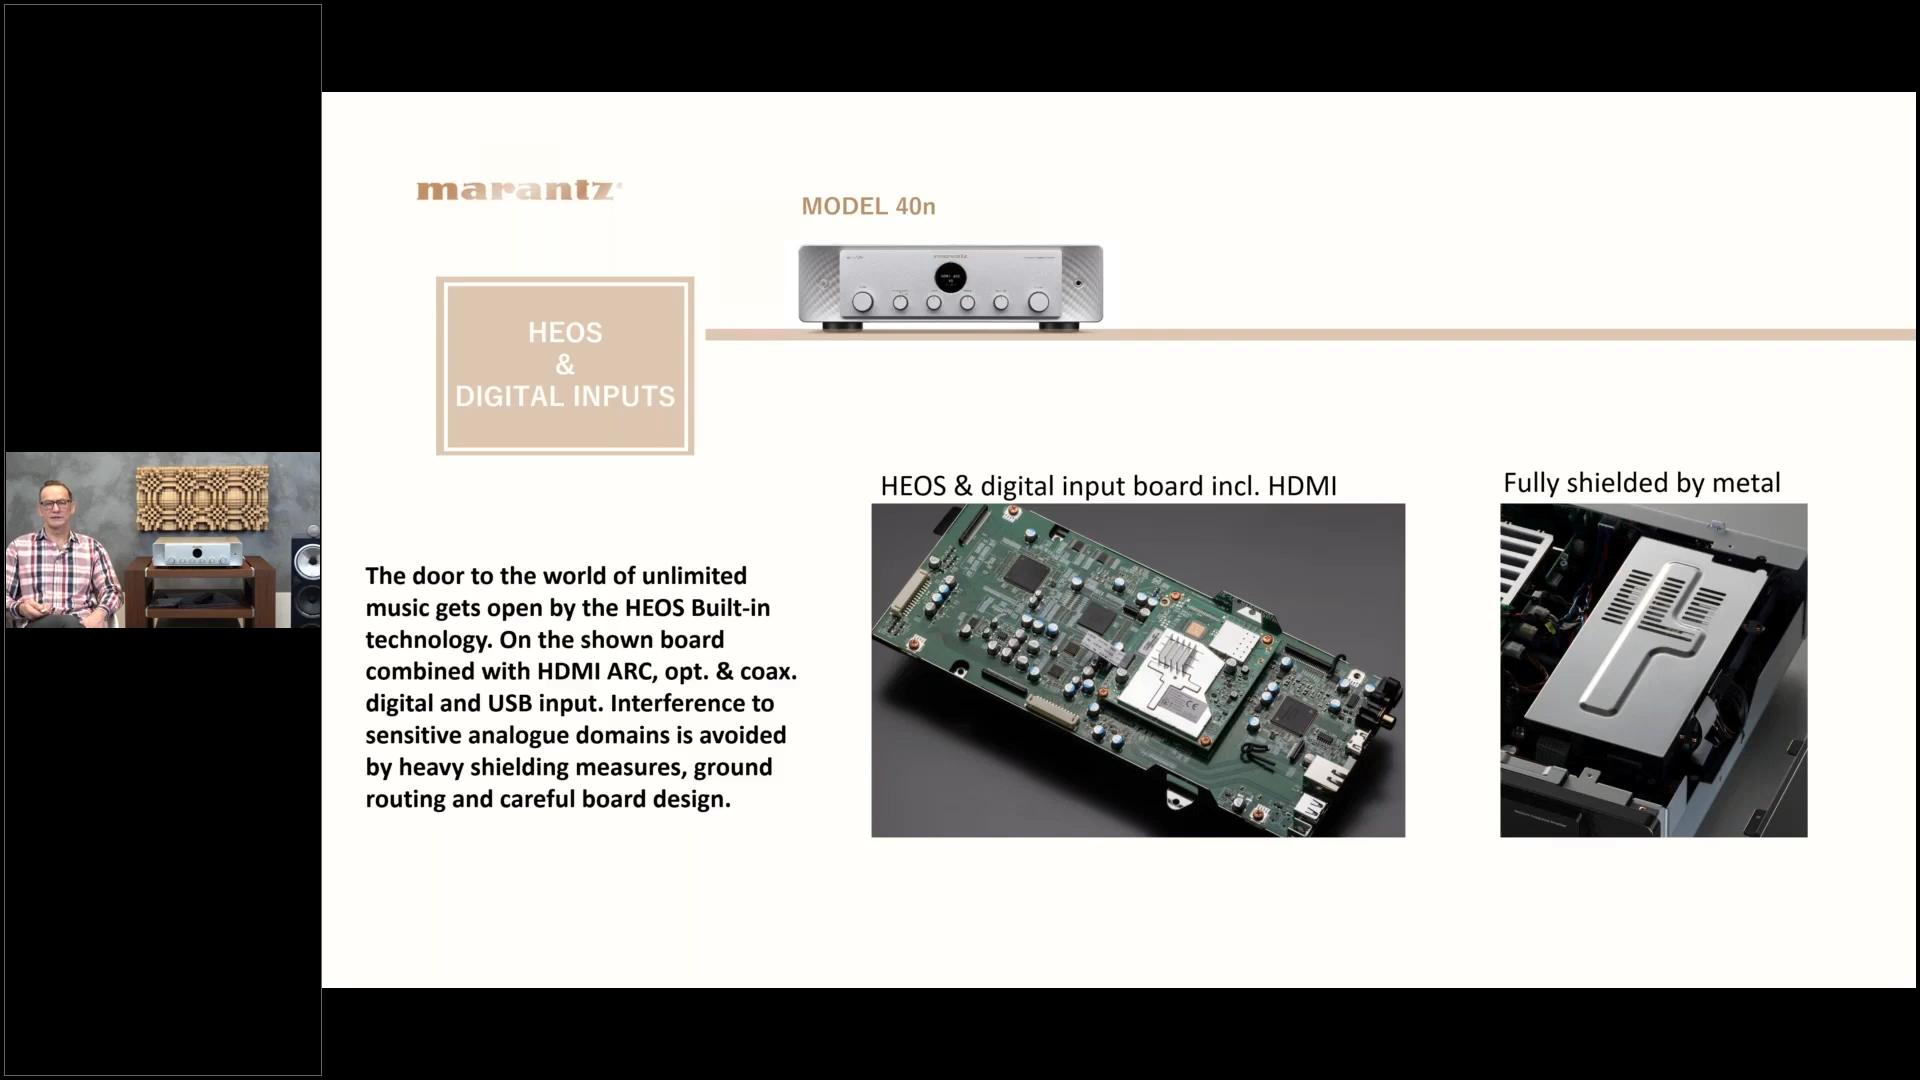 marantz
MODEL 40n
HEOS
&
DIGITAL INPUTS
HEOS & digital input board incl. HDMI
Fully shielded by metal
The door to the world of unlimited
music gets open by the HEOS Built-in
technology. On the shown board
combined with HDMI ARC, opt. & coax.
digital and USB input. Interference to
sensitive analogue domains is avoided
by heavy shielding measures, ground
routing and careful board design.